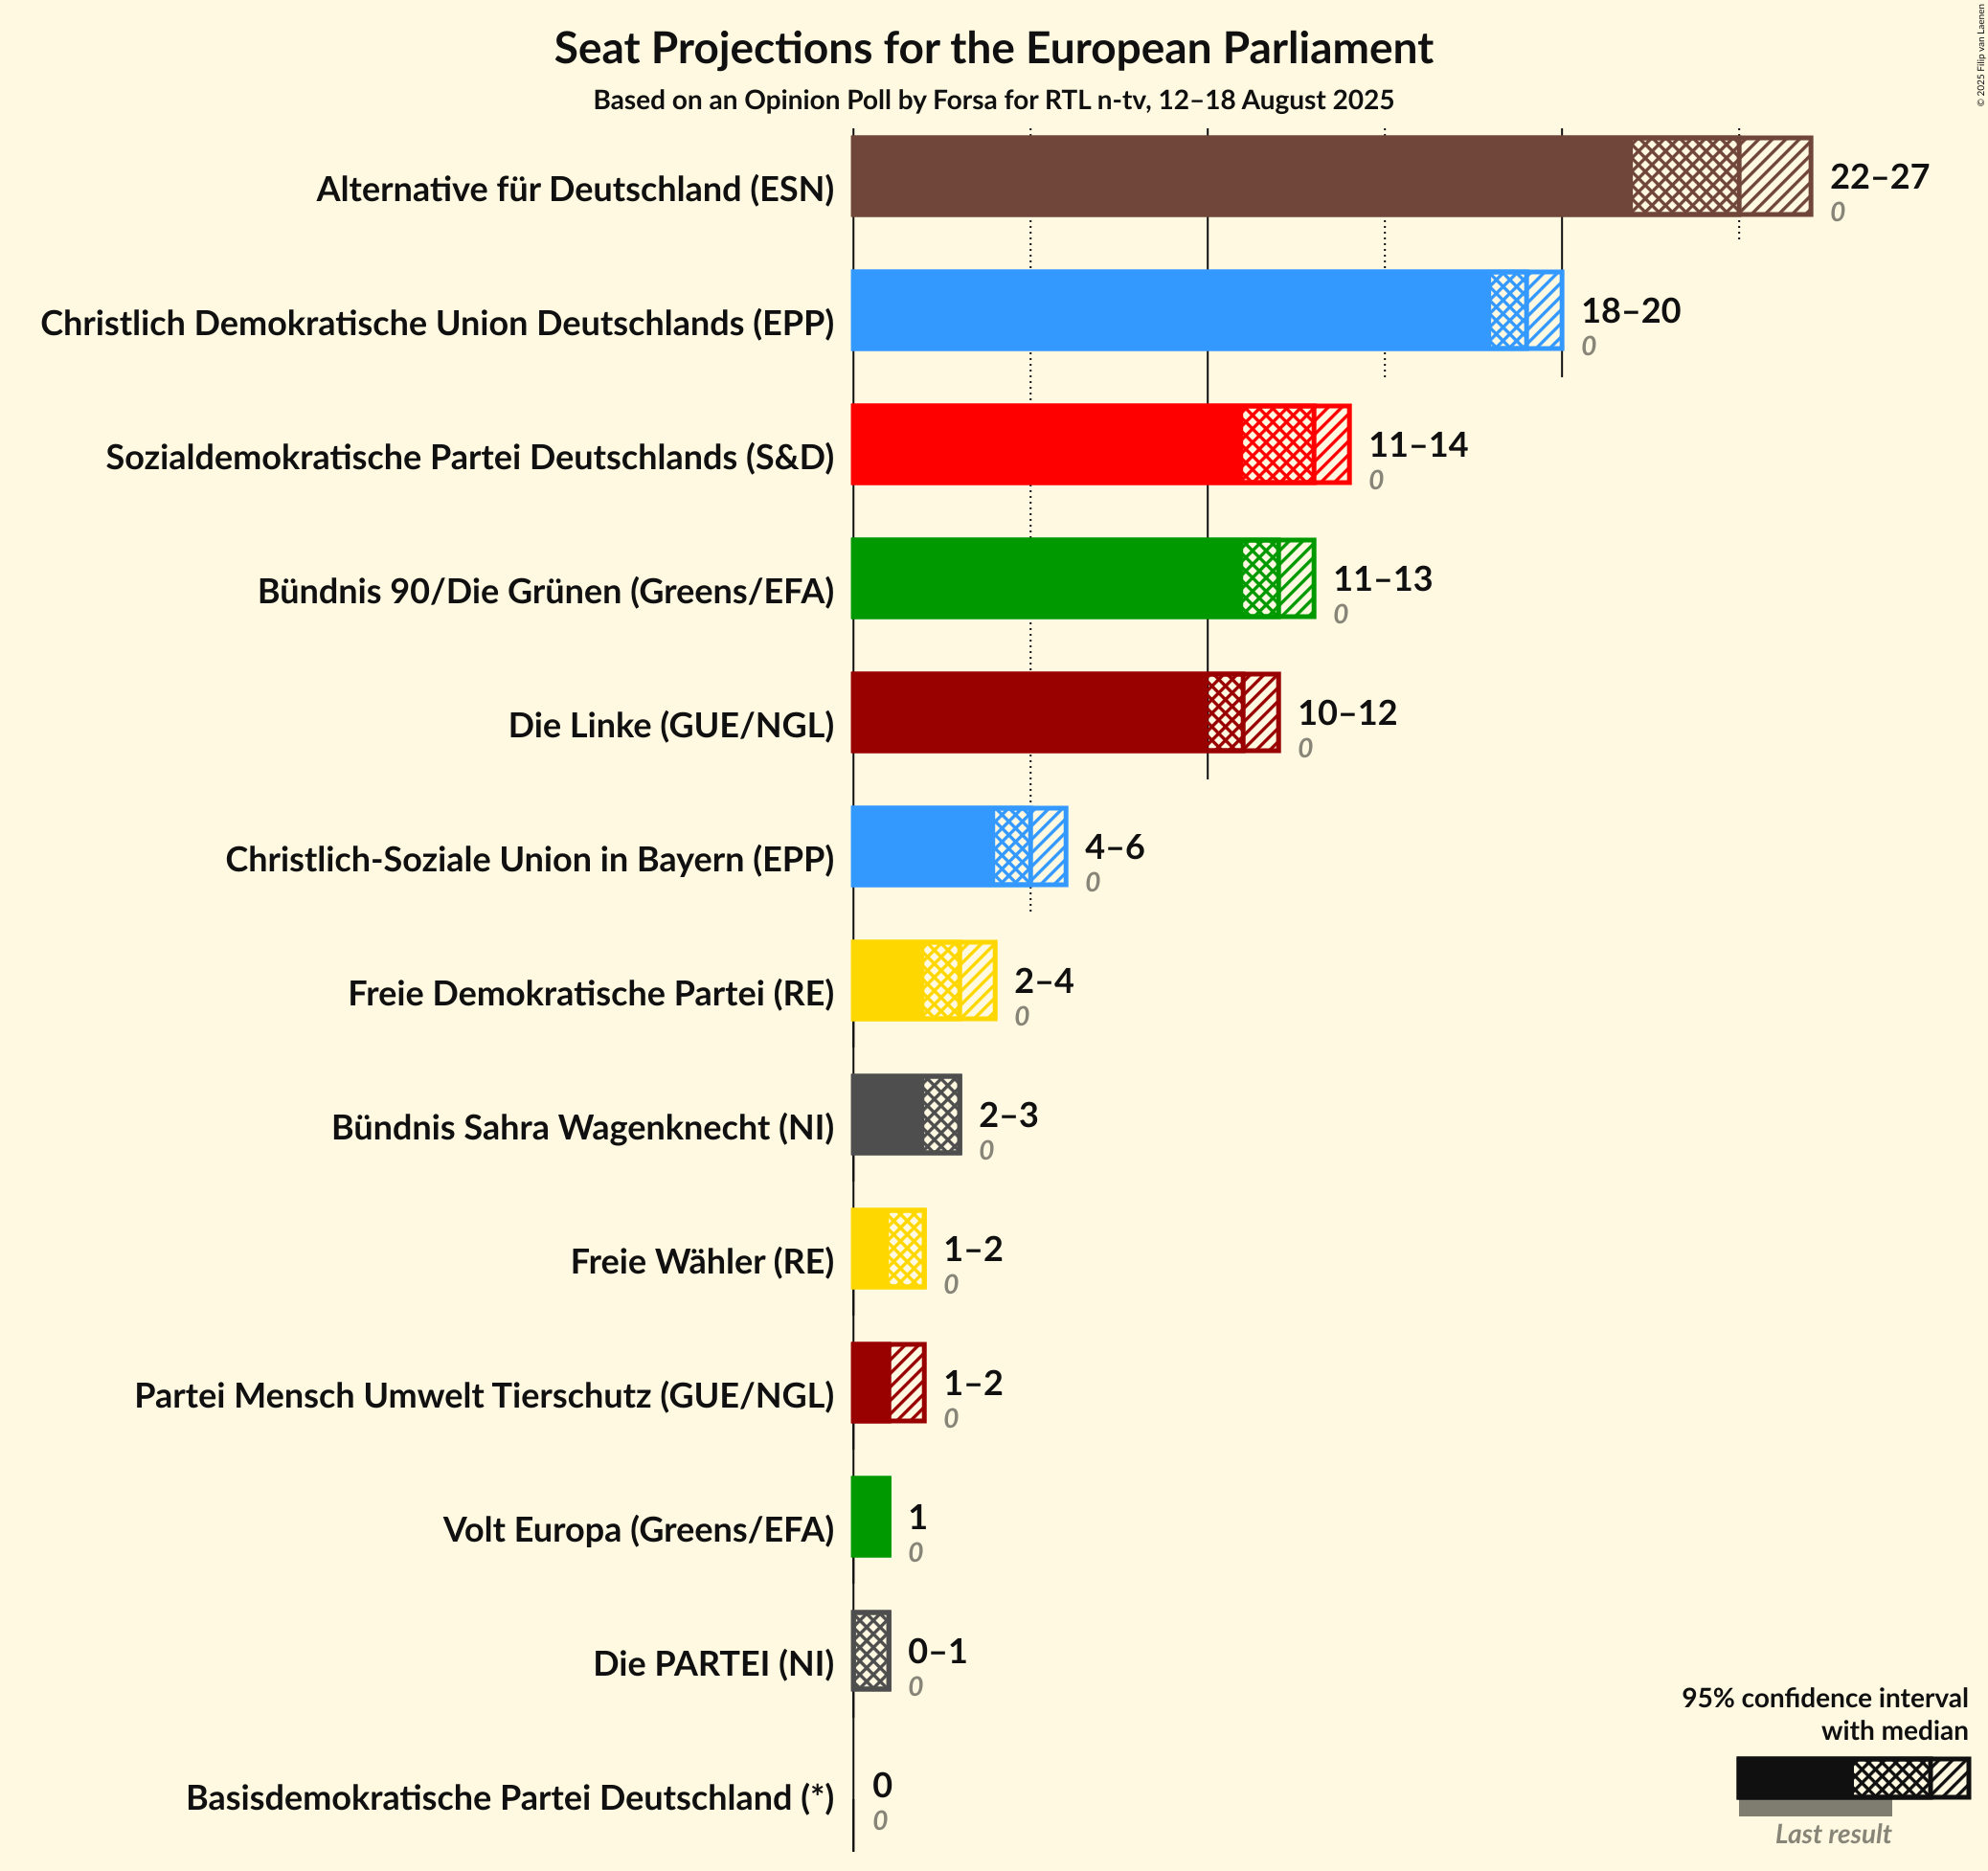 Seat Projections for the European Parliament
Based on an Opinion Poll by Forsa for RTL n-tv, 12–18 August 2025
© 2025 Filip van Laenen
Alternative für Deutschland (ESN)
22–27
0
Christlich Demokratische Union Deutschlands (EPP)
18–20
0
Sozialdemokratische Partei Deutschlands (S&D)
11–14
0
Bündnis 90/Die Grünen (Greens/EFA)
11–13
0
Die Linke (GUE/NGL)
10–12
0
Christlich-Soziale Union in Bayern (EPP)
4–6
0
Freie Demokratische Partei (RE)
2–4
0
Bündnis Sahra Wagenknecht (NI)
2–3
0
Freie Wähler (RE)
1–2
0
Partei Mensch Umwelt Tierschutz (GUE/NGL)
1–2
0
Volt Europa (Greens/EFA)
1
0
Die PARTEI (NI)
0–1
0
Basisdemokratische Partei Deutschland (*)
0
0
95% confidence interval
with median
Last result